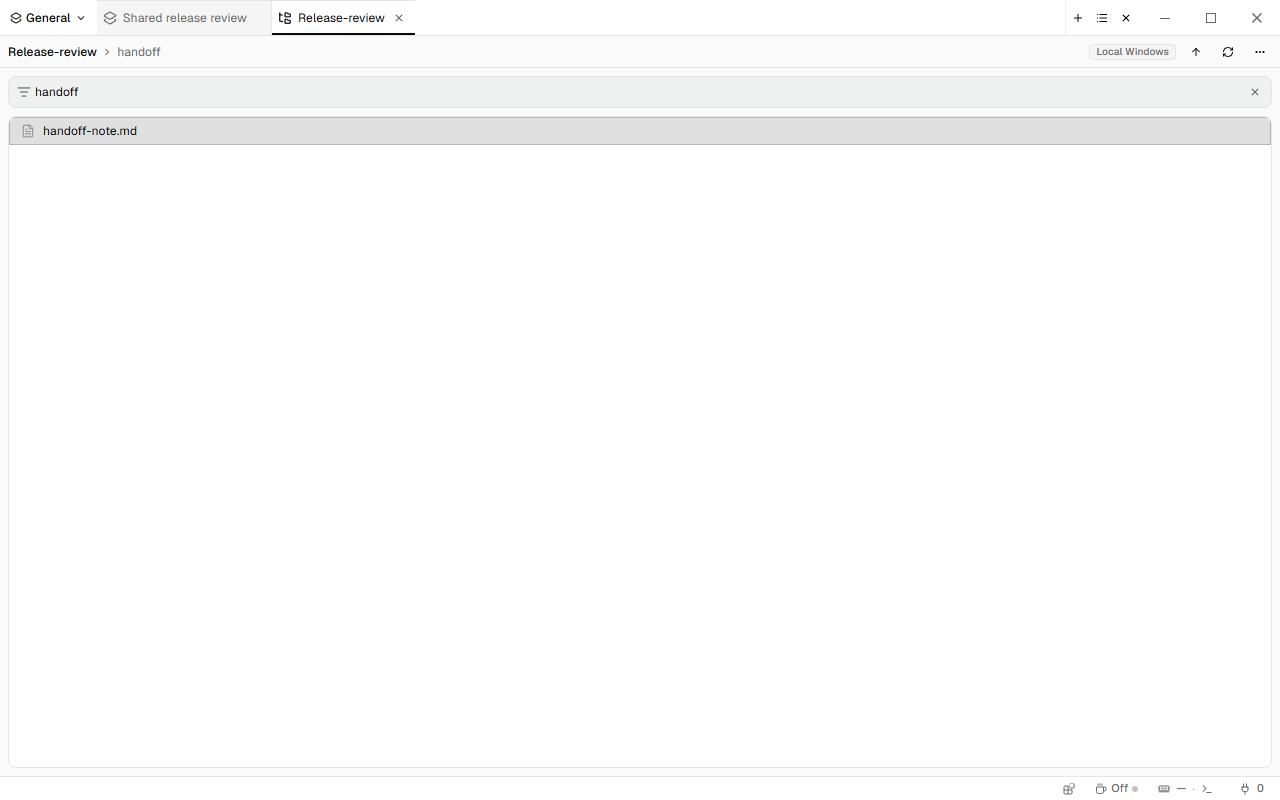 General
Shared release review
Release-review
Release-review > handoff
Local Windows
handoff
handoff-note.md
Off
0